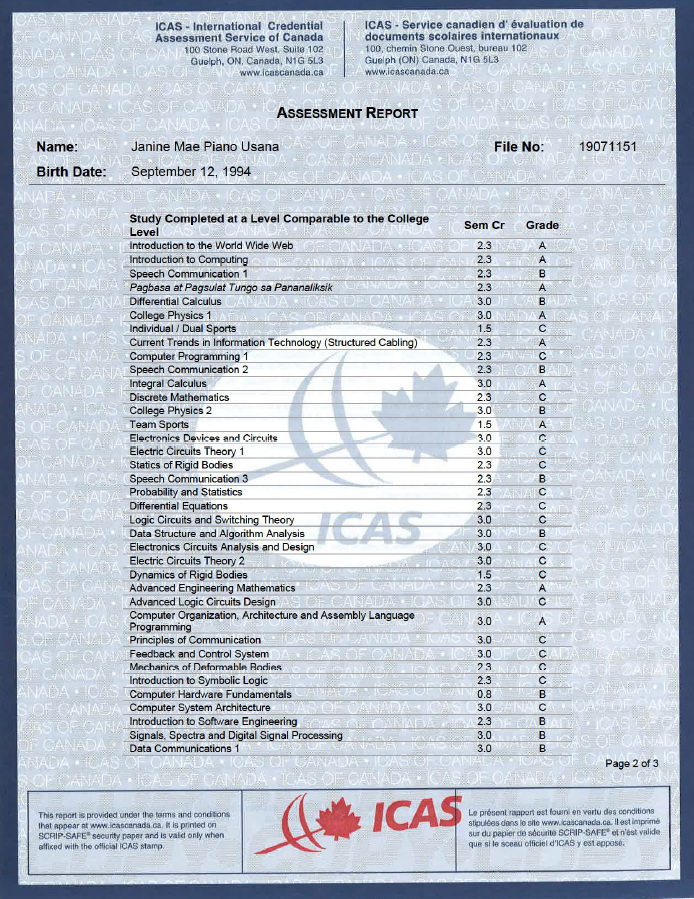 ICAS - International Credential
Assessment Service of Canada
100 Stone Road West, Suite 102
Guelph, ON, Canada, N1G 5L3
www.icascanada.ca
ICAS - Service canadien d' évaluation de
documents scolaires internationaux
100, chemin Stone Ouest, bureau 102
Guelph (ON) Canada, N1G 5L3
www.icascanada.ca
ASSESSMENT REPORT
Name: Janine Mae Piano Usana File No: 19071151
Birth Date: September 12, 1994
Study Completed at a Level Comparable to the College
Level Sem Cr Grade
Introduction to the World Wide Web 2.3 A
Introduction to Computing 2.3 A
Speech Communication 1 2.3 B
Pagbasa at Pagsulat Tungo sa Pananaliksik 2.3 A
Differential Calculus 3.0 B
College Physics 1 3.0 A
Individual / Dual Sports 1.5 C
Current Trends in Information Technology (Structured Cabling) 2.3 A
Computer Programming 1 2.3 C
Speech Communication 2 2.3 B
Integral Calculus 3.0 A
Discrete Mathematics 2.3 C
College Physics 2 3.0 B
Team Sports 1.5 A
Electronics Devices and Circuits 3.0 C
Electric Circuits Theory 1 3.0 C
Statics of Rigid Bodies 2.3 C
Speech Communication 3 2.3 B
Probability and Statistics 2.3 C
Differential Equations 2.3 C
Logic Circuits and Switching Theory 3.0 C
Data Structure and Algorithm Analysis 3.0 B
Electronics Circuits Analysis and Design 3.0 C
Electric Circuits Theory 2 3.0 C
Dynamics of Rigid Bodies 1.5 C
Advanced Engineering Mathematics 2.3 A
Advanced Logic Circuits Design 3.0 C
Computer Organization, Architecture and Assembly Language
Programming 3.0 A
Principles of Communication 3.0 C
Feedback and Control System 3.0 C
Mechanics of Deformable Bodies 2.3 C
Introduction to Symbolic Logic 2.3 C
Computer Hardware Fundamentals 0.8 B
Computer System Architecture 3.0 C
Introduction to Software Engineering 2.3 B
Signals, Spectra and Digital Signal Processing 3.0 B
Data Communications 1 3.0 B
ICAS
Page 2 of 3
This report is provided under the terms and conditions
that appear at www.icascanada.ca. It is printed on
SCRIP-SAFE® security paper and is valid only when
affixed with the official ICAS stamp.
ICAS
Le présent rapport est fourni en vertu des conditions
stipulées dans le site www.icascanada.ca. Il est imprimé
sur du papier de sécurité SCRIP-SAFE® et n'est valide
que si le sceau officiel d'ICAS y est apposé.